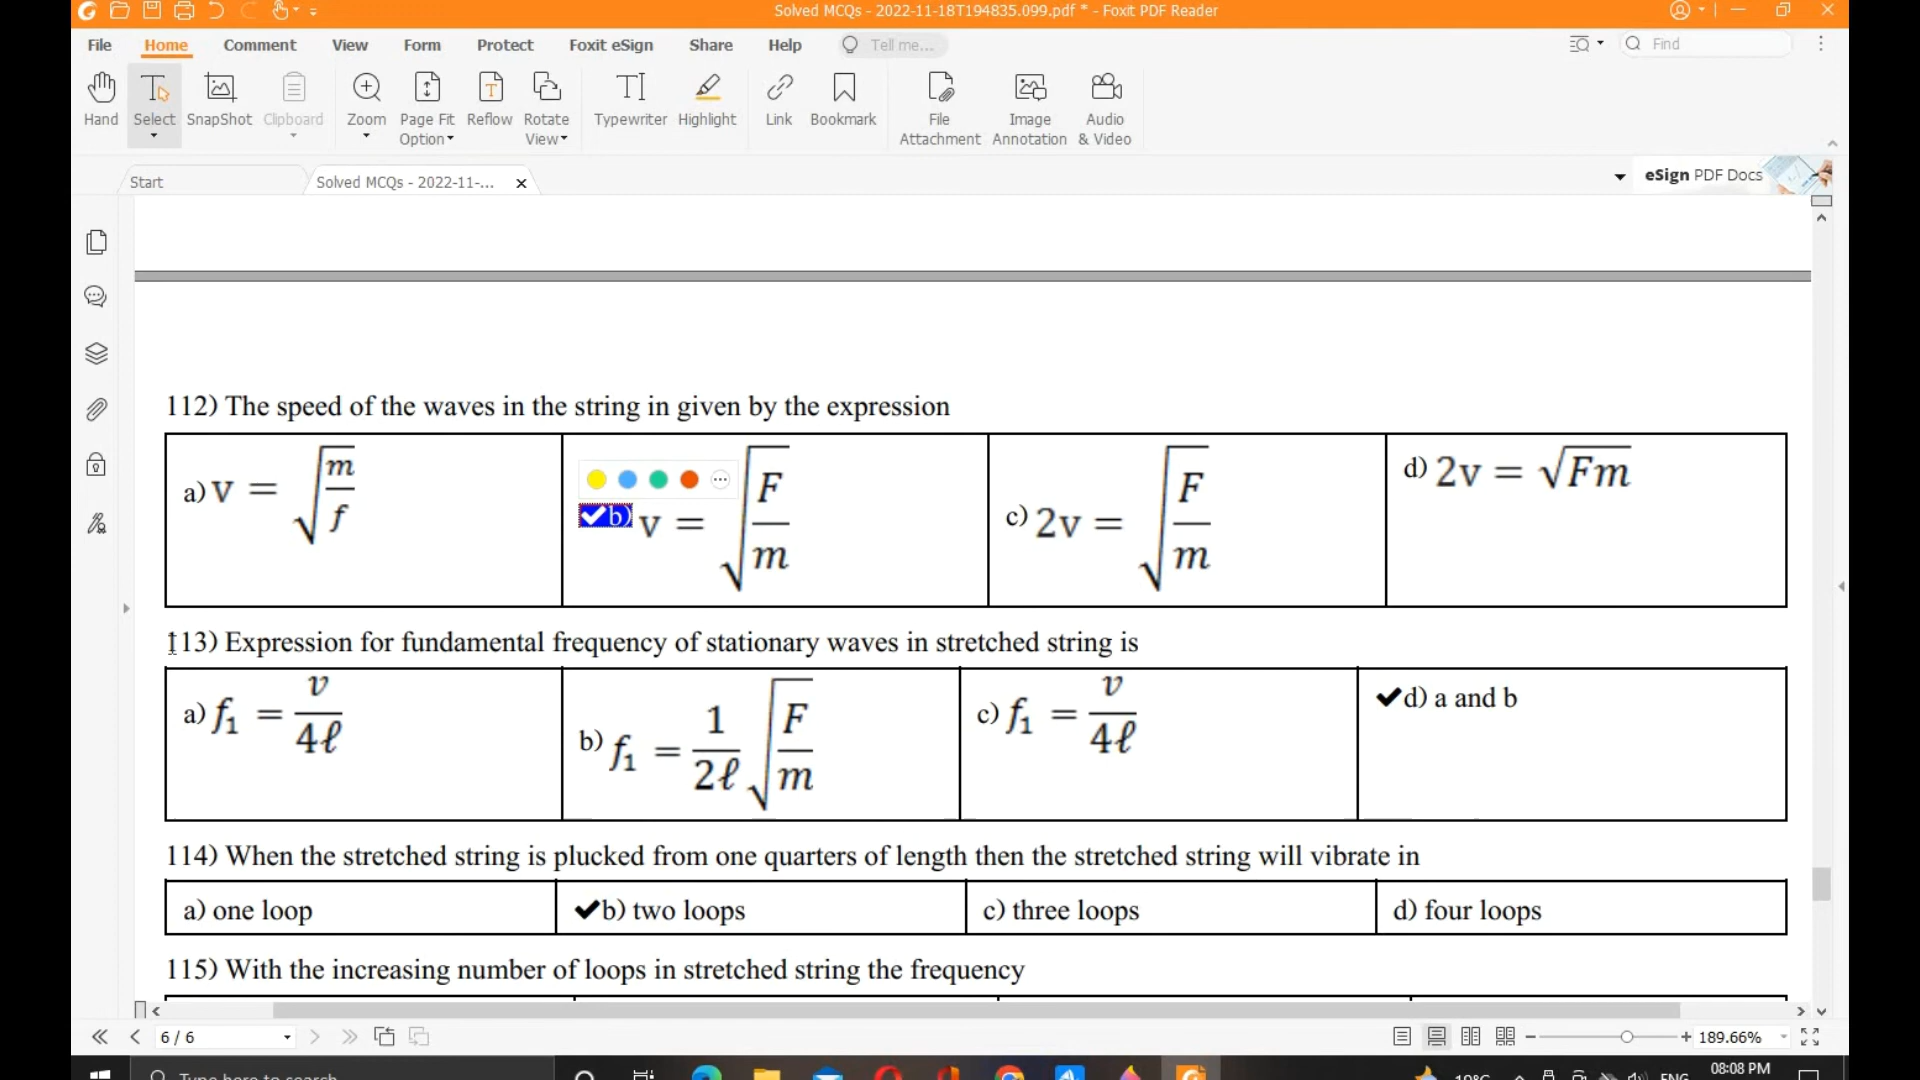 Solved MCQs - 2022-11-18T194835.099.pdf * - Foxit PDF Reader
File Home Comment View Form Protect Foxit eSign Share Help Tell me... Find
Hand Select SnapShot Clipboard Zoom Page Fit Option Reflow Rotate View Typewriter Highlight Link Bookmark File Attachment Image Annotation Audio & Video
Start Solved MCQs - 2022-11-... eSign PDF Docs
112) The speed of the waves in the string in given by the expression
a) v = √(m/f) ✔b) v = √(F/m) c) 2v = √(F/m) d) 2v = √Fm
113) Expression for fundamental frequency of stationary waves in stretched string is
a) f₁ = v/4ℓ b) f₁ = 1/2ℓ √(F/m) c) f₁ = v/4ℓ ✔d) a and b
114) When the stretched string is plucked from one quarters of length then the stretched string will vibrate in
a) one loop ✔b) two loops c) three loops d) four loops
115) With the increasing number of loops in stretched string the frequency
6 / 6 189.66%
Type here to search 19°C ENG 08:08 PM